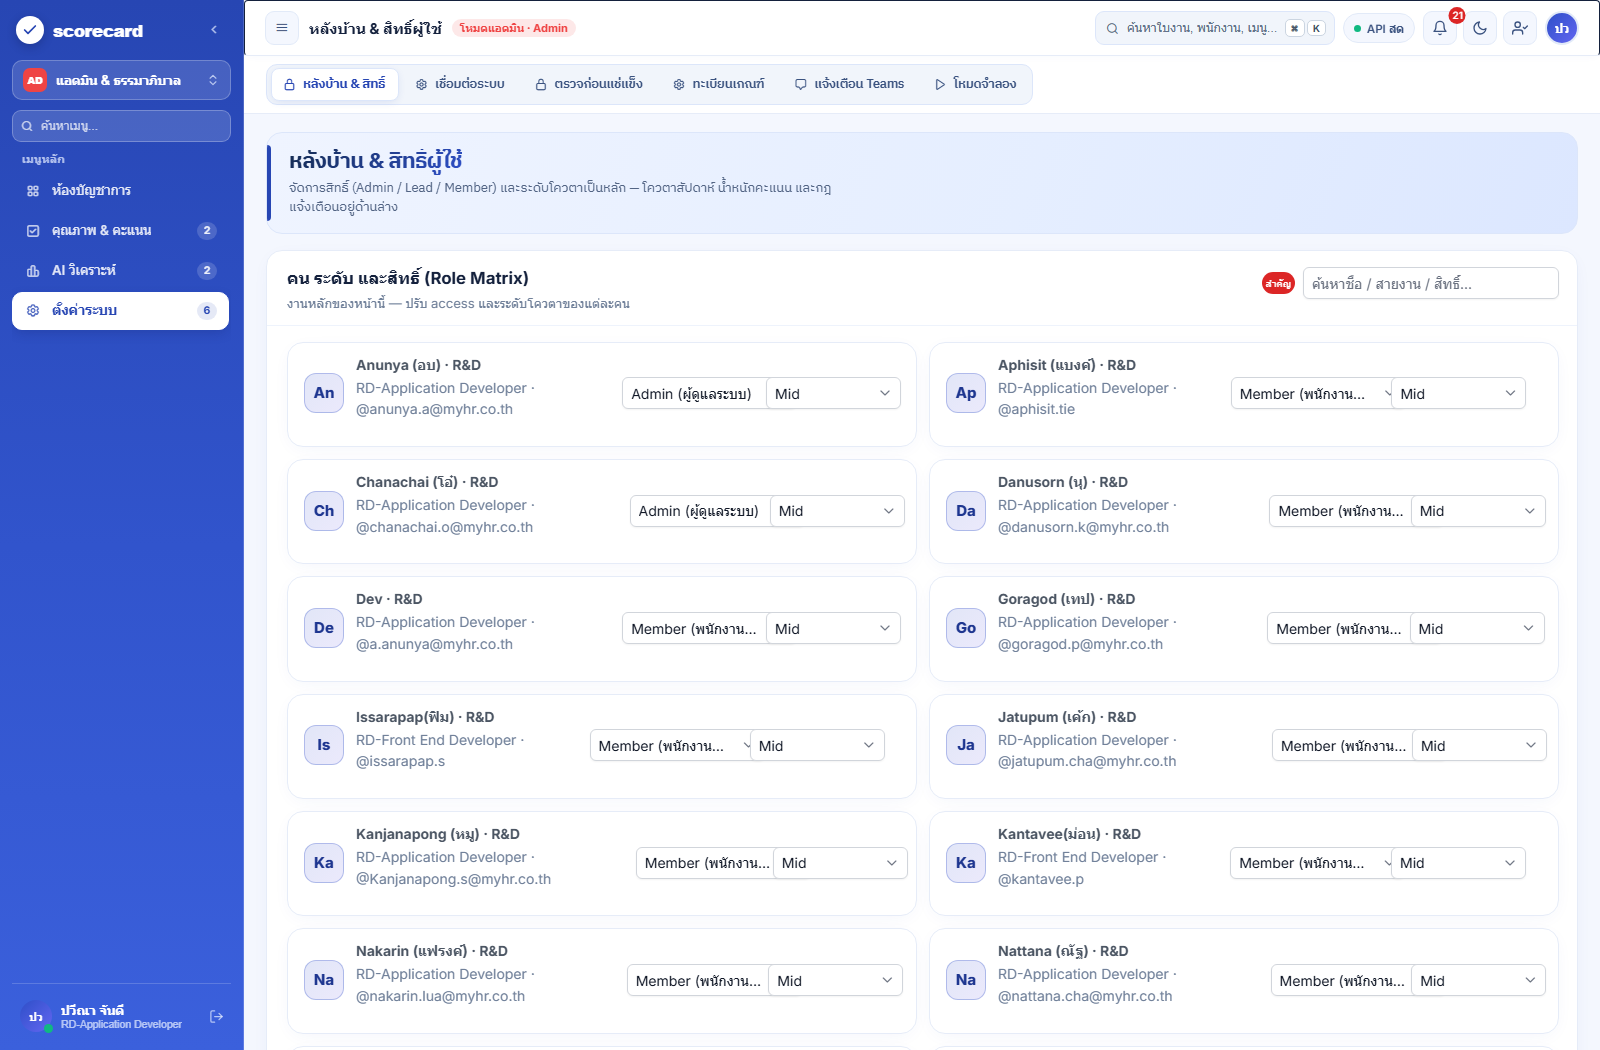 scorecard
AD แอดมิน & ธรรมาภิบาล
ค้นหาเมนู...
เมนูหลัก
ห้องบัญชาการ
คุณภาพ & คะแนน 2
AI วิเคราะห์ 2
ตั้งค่าระบบ 6
ปว ปวีณา จันดี
RD-Application Developer
หลังบ้าน & สิทธิ์ผู้ใช้ โหมดแอดมิน · Admin
ค้นหาใบงาน, พนักงาน, เมนู... ⌘ K
API สด
21
ปว
หลังบ้าน & สิทธิ์ เชื่อมต่อระบบ ตรวจก่อนแช่แข็ง ทะเบียนเกณฑ์ แจ้งเตือน Teams โหมดจำลอง
หลังบ้าน & สิทธิ์ผู้ใช้
จัดการสิทธิ์ (Admin / Lead / Member) และระดับโควตาเป็นหลัก — โควตาสัปดาห์ น้ำหนักคะแนน และกฎ
แจ้งเตือนอยู่ด้านล่าง
คน ระดับ และสิทธิ์ (Role Matrix)
งานหลักของหน้านี้ — ปรับ access และระดับโควตาของแต่ละคน
สำคัญ ค้นหาชื่อ / สายงาน / สิทธิ์...
An Anunya (อบ) · R&D
RD-Application Developer ·
@anunya.a@myhr.co.th
Admin (ผู้ดูแลระบบ) Mid
Ap Aphisit (แบงค์) · R&D
RD-Application Developer ·
@aphisit.tie
Member (พนักงาน... Mid
Ch Chanachai (โอ๋) · R&D
RD-Application Developer ·
@chanachai.o@myhr.co.th
Admin (ผู้ดูแลระบบ) Mid
Da Danusorn (นุ) · R&D
RD-Application Developer ·
@danusorn.k@myhr.co.th
Member (พนักงาน... Mid
De Dev · R&D
RD-Application Developer ·
@a.anunya@myhr.co.th
Member (พนักงาน... Mid
Go Goragod (เทป) · R&D
RD-Application Developer ·
@goragod.p@myhr.co.th
Member (พนักงาน... Mid
Is Issarapap(ฟิม) · R&D
RD-Front End Developer ·
@issarapap.s
Member (พนักงาน... Mid
Ja Jatupum (เค้ก) · R&D
RD-Application Developer ·
@jatupum.cha@myhr.co.th
Member (พนักงาน... Mid
Ka Kanjanapong (หมู) · R&D
RD-Application Developer ·
@Kanjanapong.s@myhr.co.th
Member (พนักงาน... Mid
Ka Kantavee(ม่อน) · R&D
RD-Front End Developer ·
@kantavee.p
Member (พนักงาน... Mid
Na Nakarin (แฟรงค์) · R&D
RD-Application Developer ·
@nakarin.lua@myhr.co.th
Member (พนักงาน... Mid
Na Nattana (ณัฐ) · R&D
RD-Application Developer ·
@nattana.cha@myhr.co.th
Member (พนักงาน... Mid